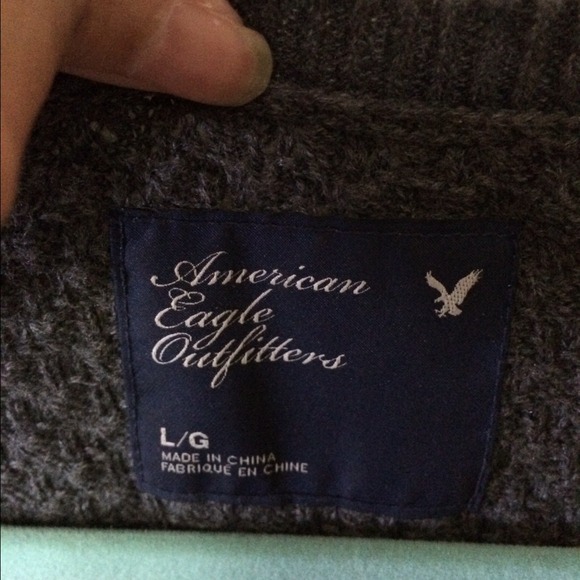 American
Eagle
Outfitters
L/G
MADE IN CHINA
FABRIQUE EN CHINE